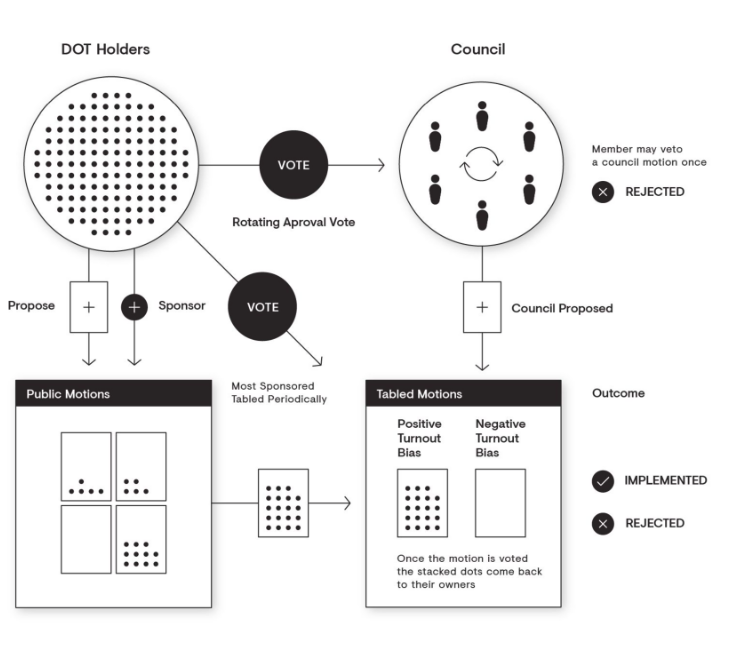 DOT Holders
Council
VOTE
Rotating Aproval Vote
Member may veto
a council motion once
REJECTED
Propose
Sponsor
VOTE
Council Proposed
Most Sponsored
Tabled Periodically
Public Motions
Tabled Motions
Outcome
Positive
Turnout
Bias
Negative
Turnout
Bias
IMPLEMENTED
REJECTED
Once the motion is voted
the stacked dots come back
to their owners